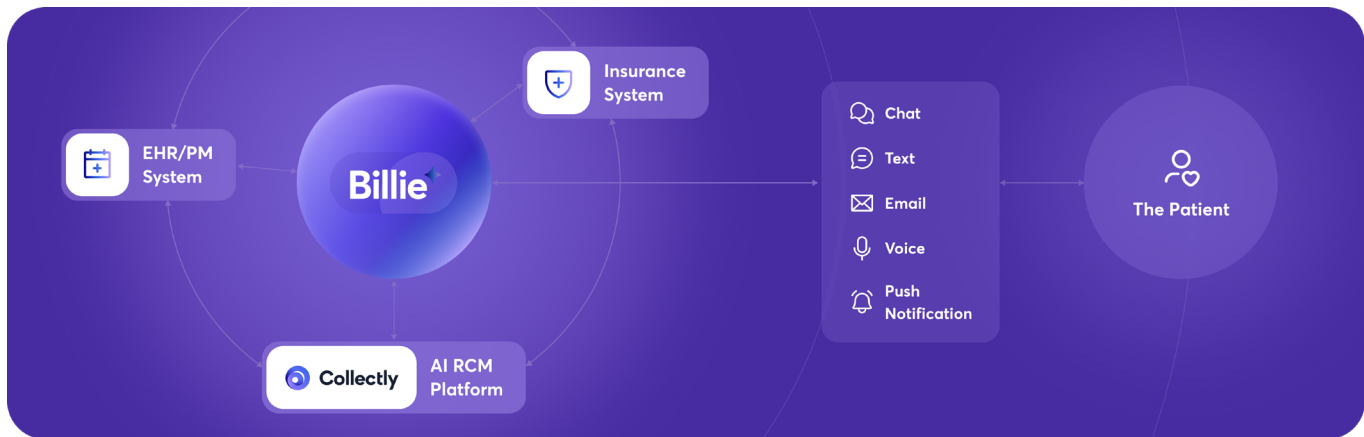 Insurance
System
EHR/PM
System
Billie
Collectly
AI RCM
Platform
Chat
Text
Email
Voice
Push
Notification
The Patient